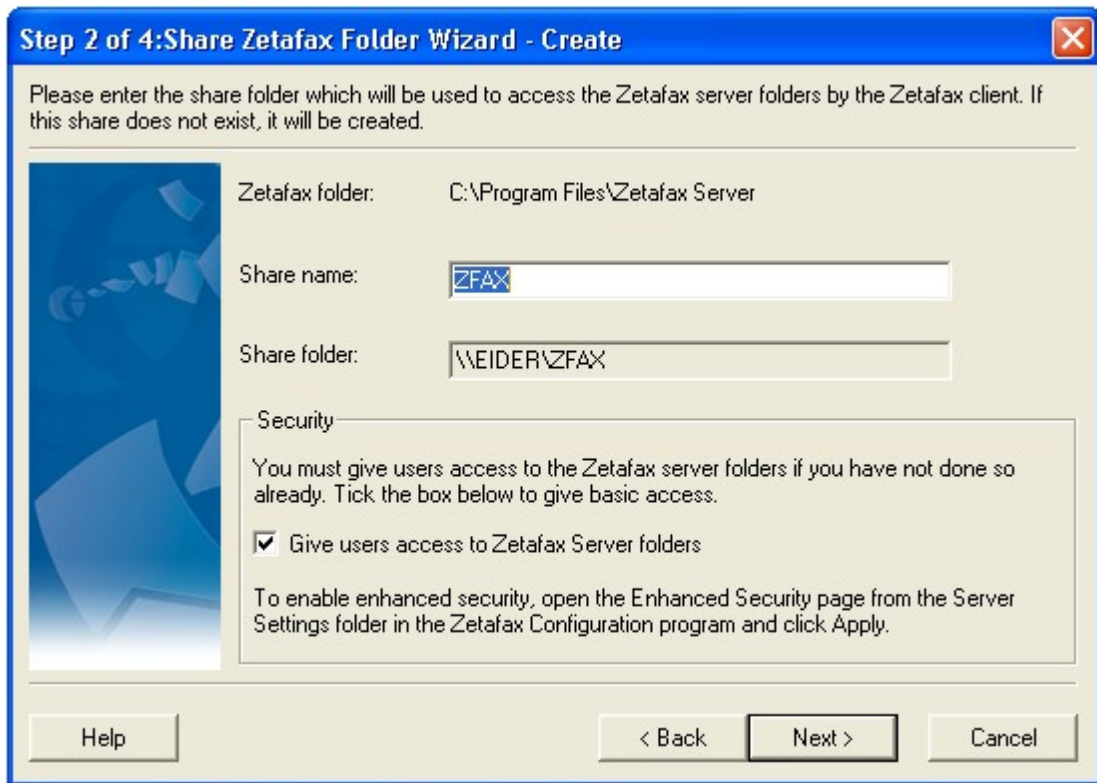 Step 2 of 4:Share Zetafax Folder Wizard - Create
Please enter the share folder which will be used to access the Zetafax server folders by the Zetafax client. If
this share does not exist, it will be created.
Zetafax folder: C:\Program Files\Zetafax Server
Share name: ZFAX
Share folder: \\EIDER\ZFAX
Security
You must give users access to the Zetafax server folders if you have not done so
already. Tick the box below to give basic access.
Give users access to Zetafax Server folders
To enable enhanced security, open the Enhanced Security page from the Server
Settings folder in the Zetafax Configuration program and click Apply.
Help < Back Next > Cancel